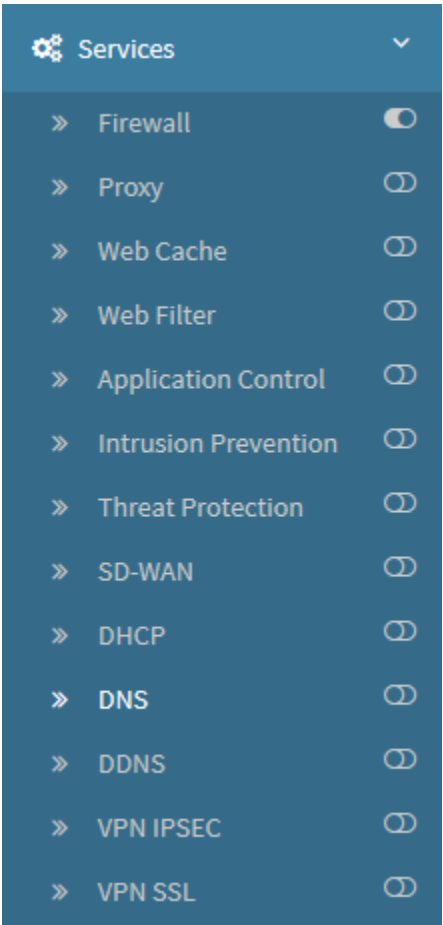 Services
Firewall
Proxy
Web Cache
Web Filter
Application Control
Intrusion Prevention
Threat Protection
SD-WAN
DHCP
DNS
DDNS
VPN IPSEC
VPN SSL